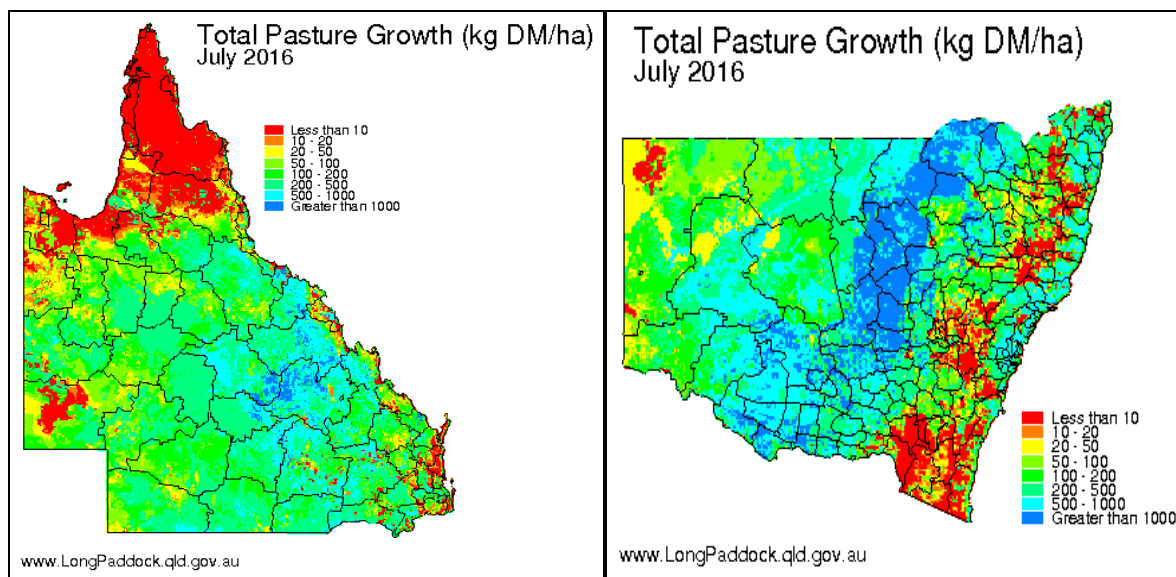 Total Pasture Growth (kg DM/ha)
July 2016
Less than 10
10 - 20
20 - 50
50 - 100
100 - 200
200 - 500
500 - 1000
Greater than 1000
www.LongPaddock.qld.gov.au
Total Pasture Growth (kg DM/ha)
July 2016
Less than 10
10 - 20
20 - 50
50 - 100
100 - 200
200 - 500
500 - 1000
Greater than 1000
www.LongPaddock.qld.gov.au